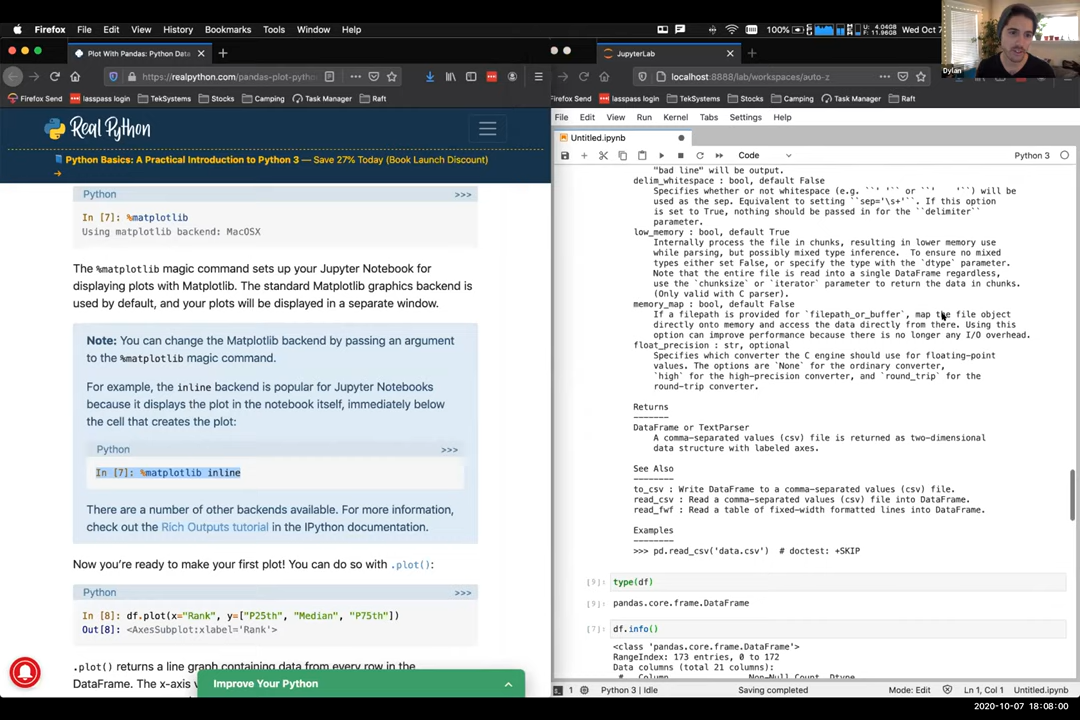 Firefox File Edit View History Bookmarks Tools Window Help
100% 4.04GB 11.96GB Wed Oct 7
Dylan
Plot With Pandas: Python Data
https://realpython.com/pandas-plot-pytho
Firefox Send lasspass login TekSystems Stocks Camping Task Manager Raft
Real Python
Python Basics: A Practical Introduction to Python 3 — Save 27% Today (Book Launch Discount)
→
Python >>>
In [7]: %matplotlib
Using matplotlib backend: MacOSX
The %matplotlib magic command sets up your Jupyter Notebook for
displaying plots with Matplotlib. The standard Matplotlib graphics backend is
used by default, and your plots will be displayed in a separate window.
Note: You can change the Matplotlib backend by passing an argument
to the %matplotlib magic command.
For example, the inline backend is popular for Jupyter Notebooks
because it displays the plot in the notebook itself, immediately below
the cell that creates the plot:
Python >>>
In [7]: %matplotlib inline
There are a number of other backends available. For more information,
check out the Rich Outputs tutorial in the IPython documentation.
Now you're ready to make your first plot! You can do so with .plot():
Python >>>
In [8]: df.plot(x="Rank", y=["P25th", "Median", "P75th"])
Out[8]: <AxesSubplot:xlabel='Rank'>
.plot() returns a line graph containing data from every row in the
DataFrame. The x-axis v
Improve Your Python
JupyterLab
localhost:8888/lab/workspaces/auto-z
Firefox Send lasspass login TekSystems Stocks Camping Task Manager Raft
File Edit View Run Kernel Tabs Settings Help
Untitled.ipynb
Code Python 3
"bad line" will be output.
delim_whitespace : bool, default False
Specifies whether or not whitespace (e.g. ``' '`` or ``'    '``) will be
used as the sep. Equivalent to setting ``sep='\s+'``. If this option
is set to True, nothing should be passed in for the ``delimiter``
parameter.
low_memory : bool, default True
Internally process the file in chunks, resulting in lower memory use
while parsing, but possibly mixed type inference. To ensure no mixed
types either set False, or specify the type with the `dtype` parameter.
Note that the entire file is read into a single DataFrame regardless,
use the `chunksize` or `iterator` parameter to return the data in chunks.
(Only valid with C parser).
memory_map : bool, default False
If a filepath is provided for `filepath_or_buffer`, map the file object
directly onto memory and access the data directly from there. Using this
option can improve performance because there is no longer any I/O overhead.
float_precision : str, optional
Specifies which converter the C engine should use for floating-point
values. The options are `None` for the ordinary converter,
`high` for the high-precision converter, and `round_trip` for the
round-trip converter.
Returns
-------
DataFrame or TextParser
A comma-separated values (csv) file is returned as two-dimensional
data structure with labeled axes.
See Also
--------
to_csv : Write DataFrame to a comma-separated values (csv) file.
read_csv : Read a comma-separated values (csv) file into DataFrame.
read_fwf : Read a table of fixed-width formatted lines into DataFrame.
Examples
--------
>>> pd.read_csv('data.csv')  # doctest: +SKIP
[9]: type(df)
[9]: pandas.core.frame.DataFrame
[7]: df.info()
<class 'pandas.core.frame.DataFrame'>
RangeIndex: 173 entries, 0 to 172
Data columns (total 21 columns):
#   Column   Non-Null Count   Dtype
1 Python 3 | Idle Saving completed Mode: Edit Ln 1, Col 1 Untitled.ipynb
2020-10-07 18:08:00